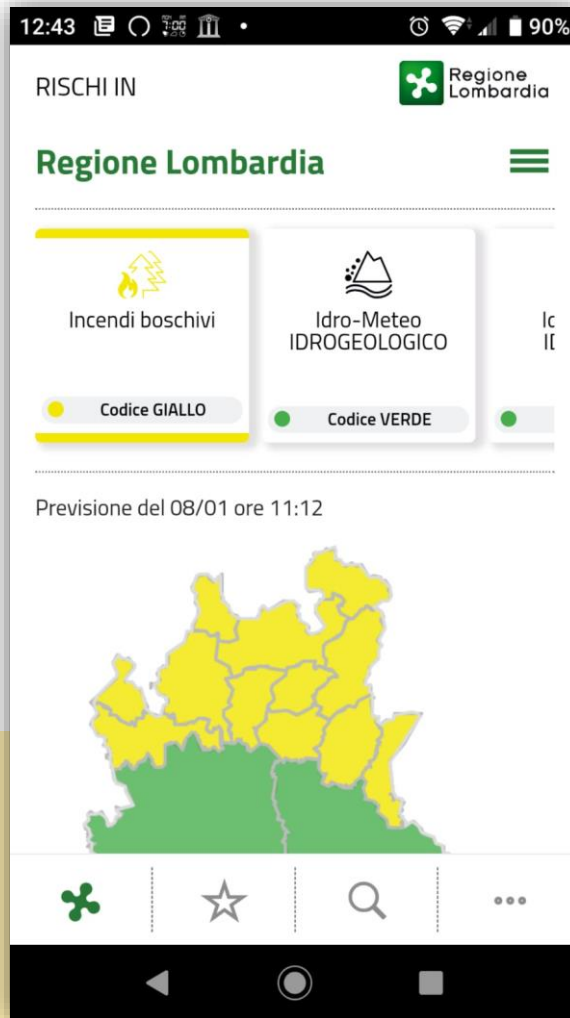 12:43
90%
RISCHI IN
Regione
Lombardia
Regione Lombardia
Incendi boschivi
Codice GIALLO
Idro-Meteo
IDROGEOLOGICO
Codice VERDE
Previsione del 08/01 ore 11:12